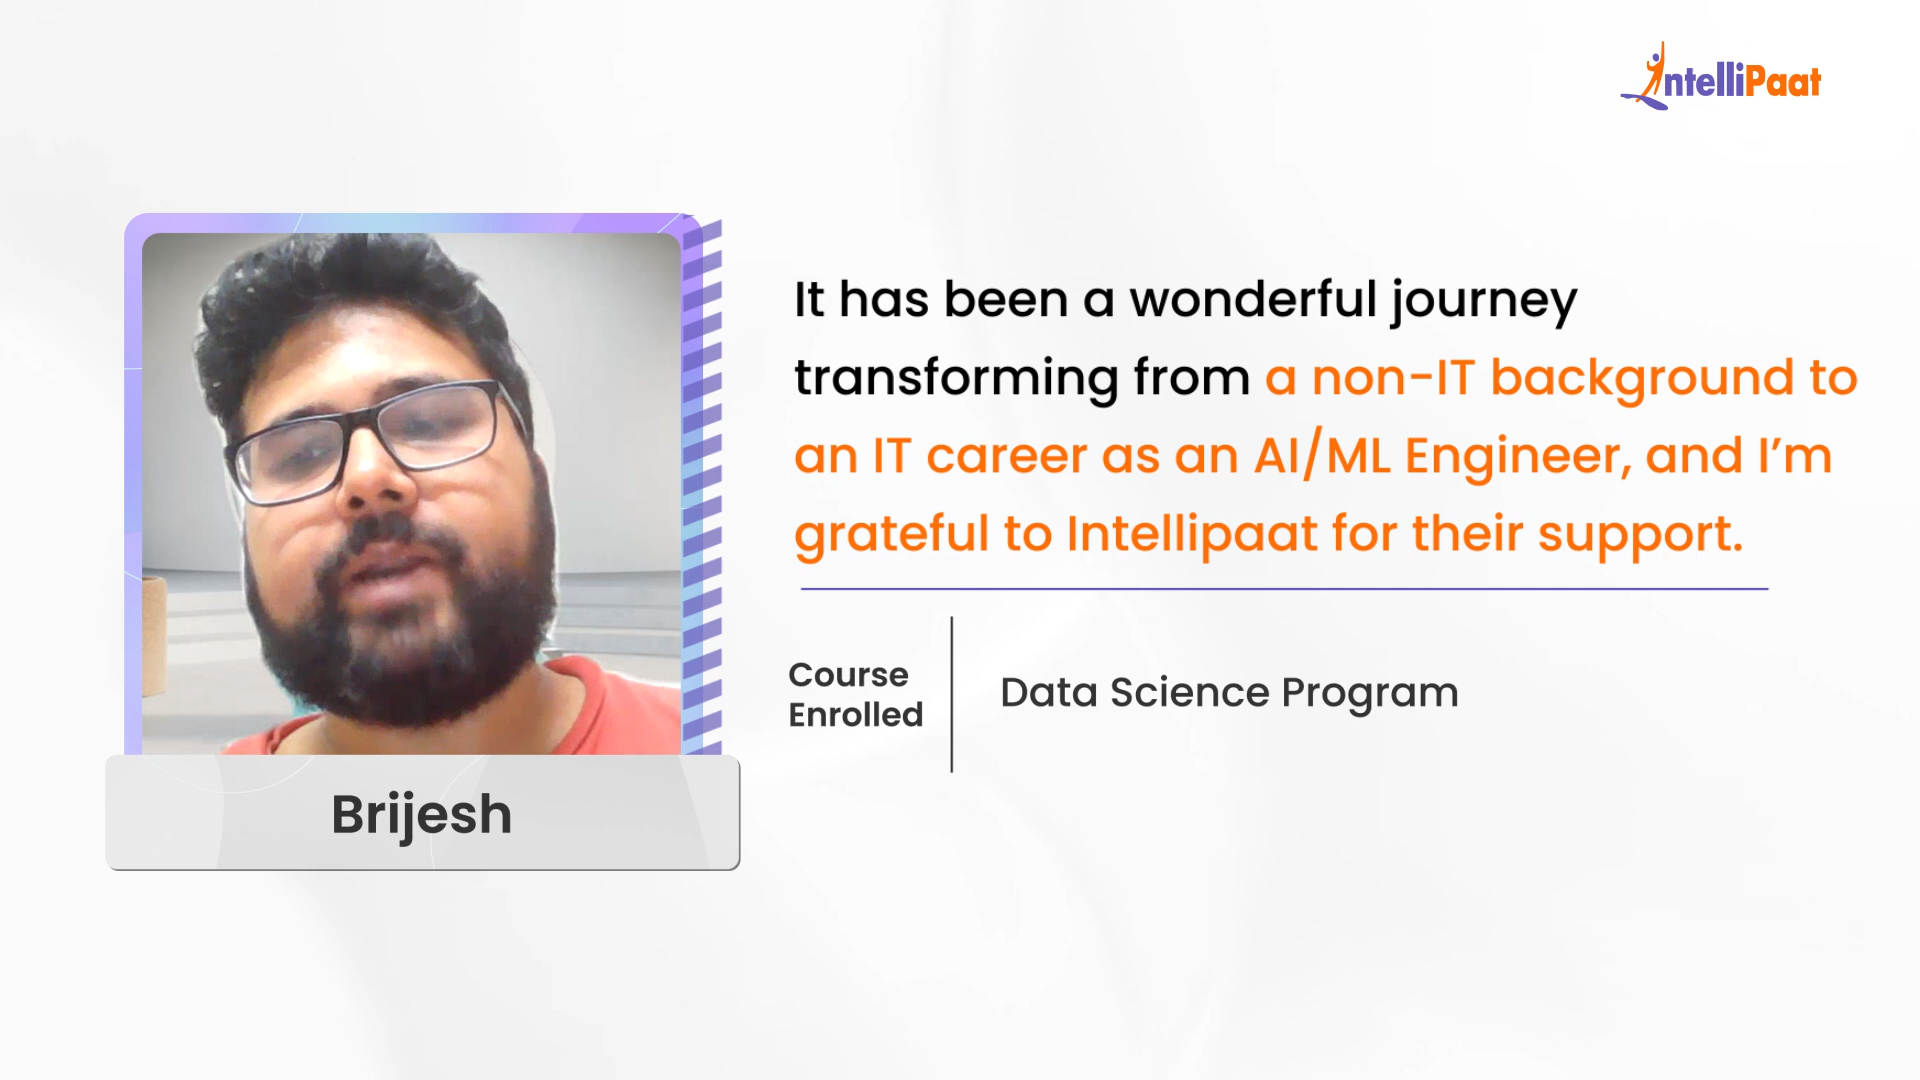 IntelliPaat
It has been a wonderful journey
transforming from a non-IT background to
an IT career as an AI/ML Engineer, and I’m
grateful to Intellipaat for their support.
Course
Enrolled
Data Science Program
Brijesh